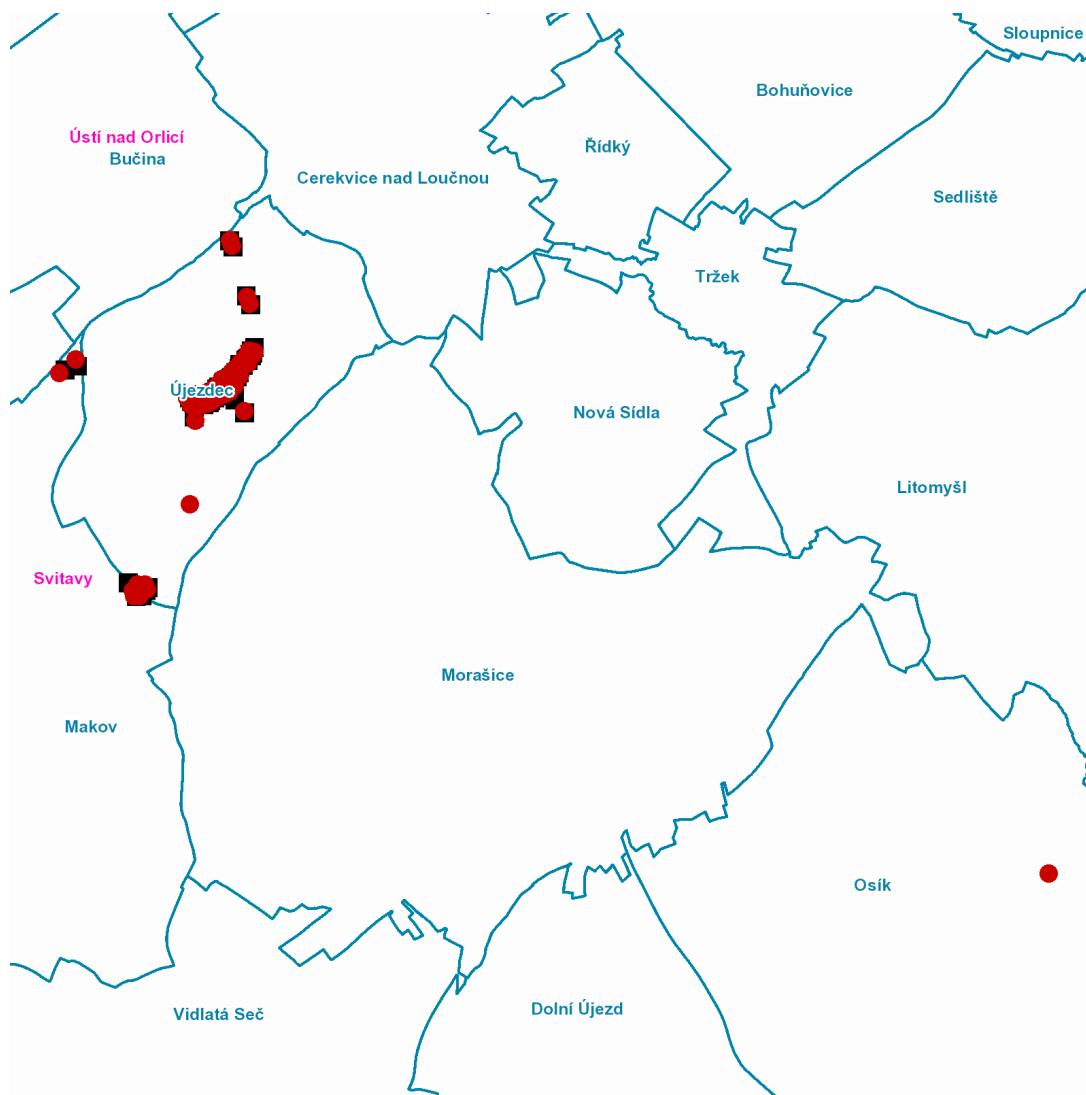 Sloupnice
Bohuňovice
Ústí nad Orlicí
Bučina
Řídký
Cerekvice nad Loučnou
Sedliště
Tržek
Újezdec
Nová Sídla
Litomyšl
Svitavy
Morašice
Makov
Osík
Vidlatá Seč
Dolní Újezd